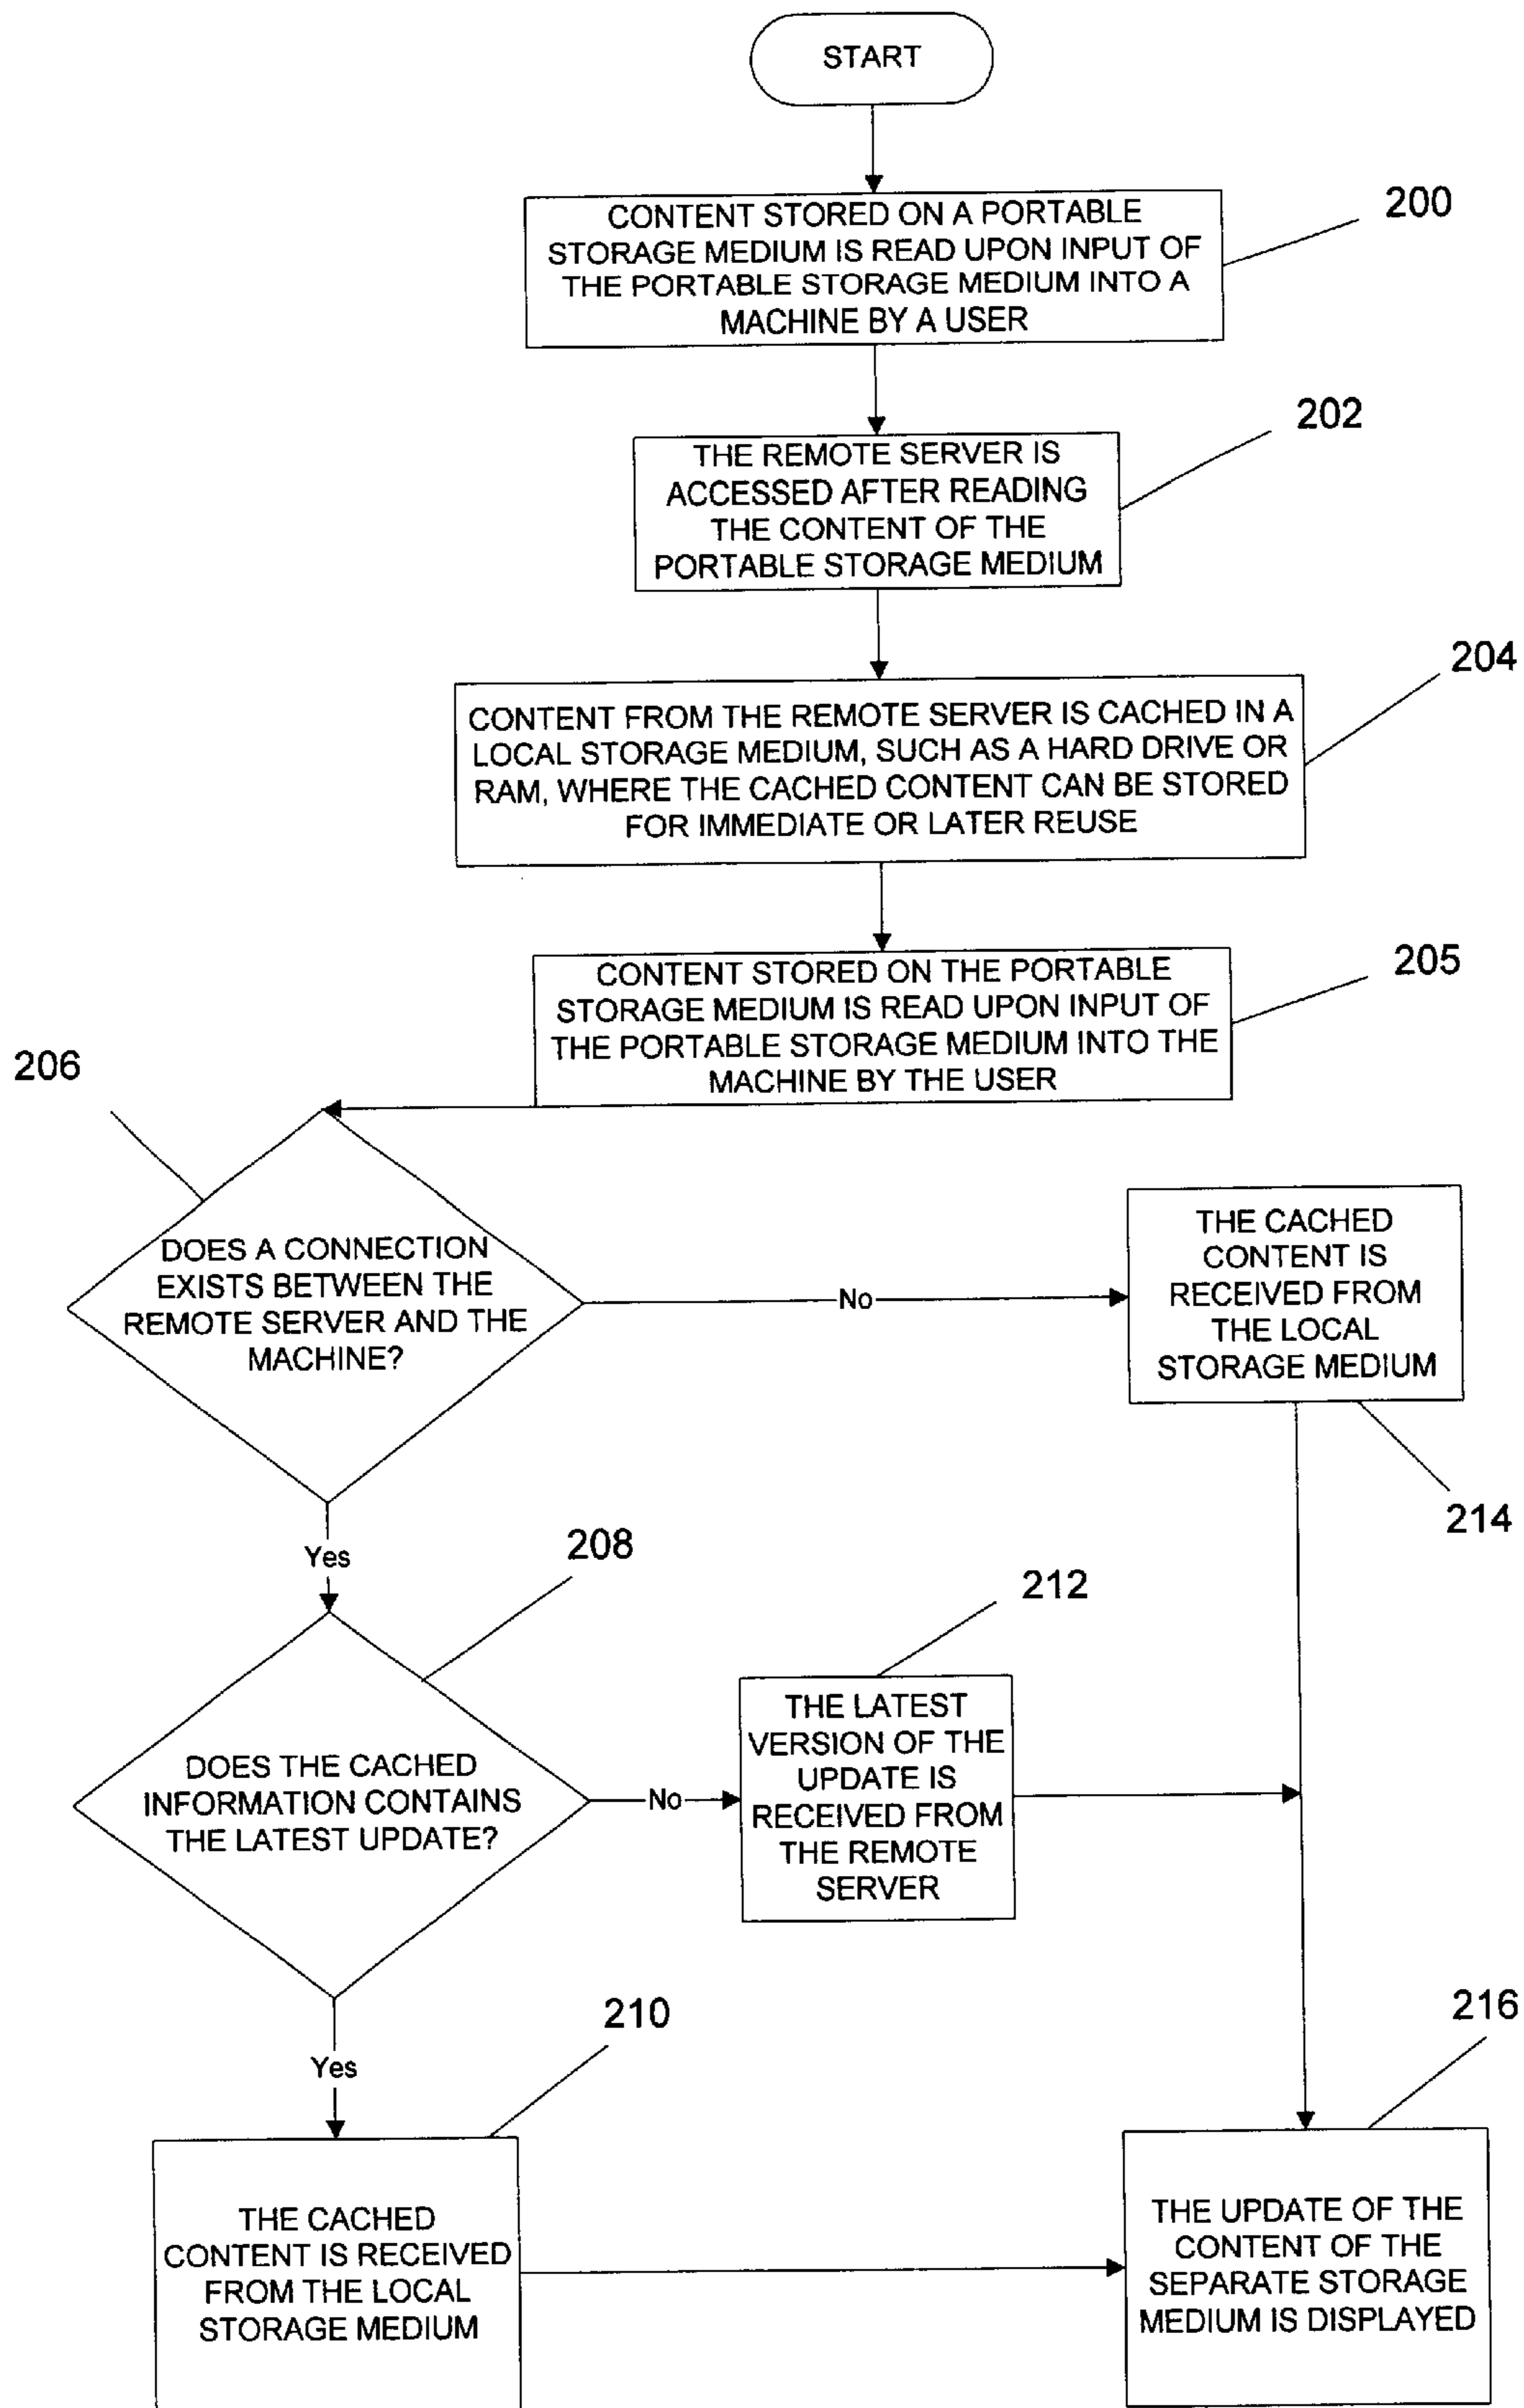 START
CONTENT STORED ON A PORTABLE
STORAGE MEDIUM IS READ UPON INPUT OF
THE PORTABLE STORAGE MEDIUM INTO A
MACHINE BY A USER
200
THE REMOTE SERVER IS
ACCESSED AFTER READING
THE CONTENT OF THE
PORTABLE STORAGE MEDIUM
202
CONTENT FROM THE REMOTE SERVER IS CACHED IN A
LOCAL STORAGE MEDIUM, SUCH AS A HARD DRIVE OR
RAM, WHERE THE CACHED CONTENT CAN BE STORED
FOR IMMEDIATE OR LATER REUSE
204
CONTENT STORED ON THE PORTABLE
STORAGE MEDIUM IS READ UPON INPUT OF
THE PORTABLE STORAGE MEDIUM INTO THE
MACHINE BY THE USER
205
206
DOES A CONNECTION
EXISTS BETWEEN THE
REMOTE SERVER AND THE
MACHINE?
No
THE CACHED
CONTENT IS
RECEIVED FROM
THE LOCAL
STORAGE MEDIUM
214
Yes
208
DOES THE CACHED
INFORMATION CONTAINS
THE LATEST UPDATE?
No
212
THE LATEST
VERSION OF THE
UPDATE IS
RECEIVED FROM
THE REMOTE
SERVER
Yes
210
THE CACHED
CONTENT IS RECEIVED
FROM THE LOCAL
STORAGE MEDIUM
216
THE UPDATE OF THE
CONTENT OF THE
SEPARATE STORAGE
MEDIUM IS DISPLAYED